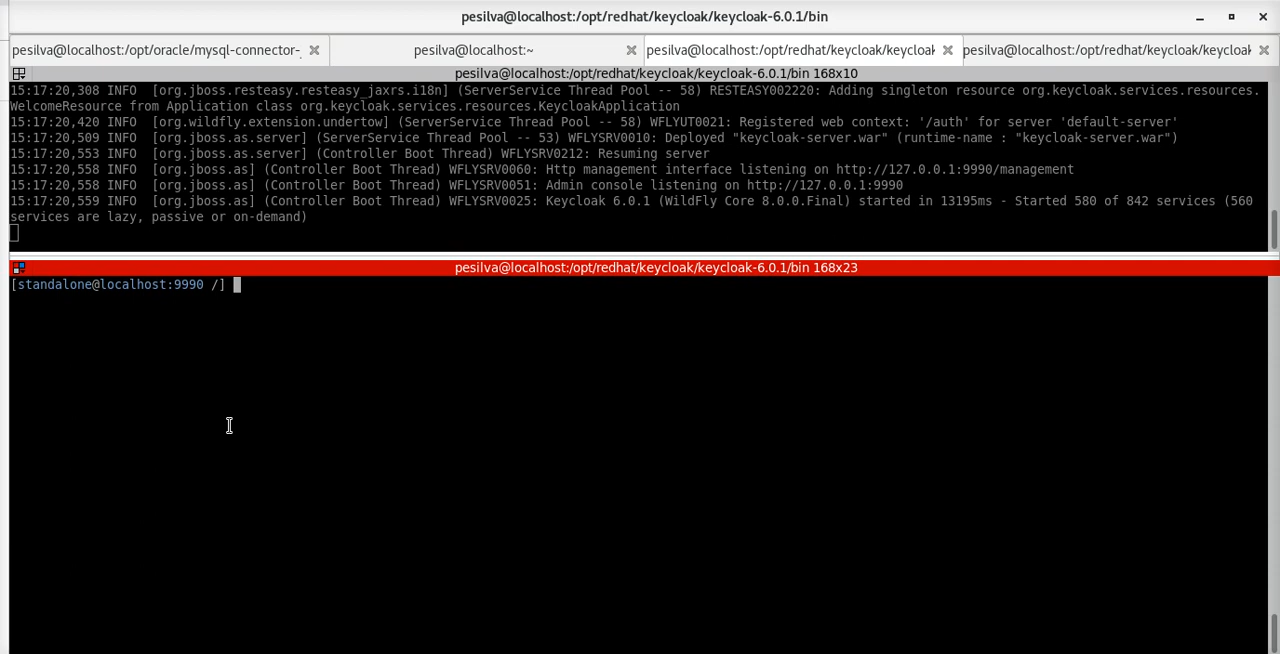 pesilva@localhost:/opt/redhat/keycloak/keycloak-6.0.1/bin
pesilva@localhost:/opt/oracle/mysql-connector- pesilva@localhost:~ pesilva@localhost:/opt/redhat/keycloak/keycloak pesilva@localhost:/opt/redhat/keycloak/keycloak
pesilva@localhost:/opt/redhat/keycloak/keycloak-6.0.1/bin 168x10
15:17:20,308 INFO  [org.jboss.resteasy.resteasy_jaxrs.i18n] (ServerService Thread Pool -- 58) RESTEASY002220: Adding singleton resource org.keycloak.services.resources.
WelcomeResource from Application class org.keycloak.services.resources.KeycloakApplication
15:17:20,420 INFO  [org.wildfly.extension.undertow] (ServerService Thread Pool -- 58) WFLYUT0021: Registered web context: '/auth' for server 'default-server'
15:17:20,509 INFO  [org.jboss.as.server] (ServerService Thread Pool -- 53) WFLYSRV0010: Deployed "keycloak-server.war" (runtime-name : "keycloak-server.war")
15:17:20,553 INFO  [org.jboss.as.server] (Controller Boot Thread) WFLYSRV0212: Resuming server
15:17:20,558 INFO  [org.jboss.as] (Controller Boot Thread) WFLYSRV0060: Http management interface listening on http://127.0.0.1:9990/management
15:17:20,558 INFO  [org.jboss.as] (Controller Boot Thread) WFLYSRV0051: Admin console listening on http://127.0.0.1:9990
15:17:20,559 INFO  [org.jboss.as] (Controller Boot Thread) WFLYSRV0025: Keycloak 6.0.1 (WildFly Core 8.0.0.Final) started in 13195ms - Started 580 of 842 services (560
services are lazy, passive or on-demand)
pesilva@localhost:/opt/redhat/keycloak/keycloak-6.0.1/bin 168x23
[standalone@localhost:9990 /]